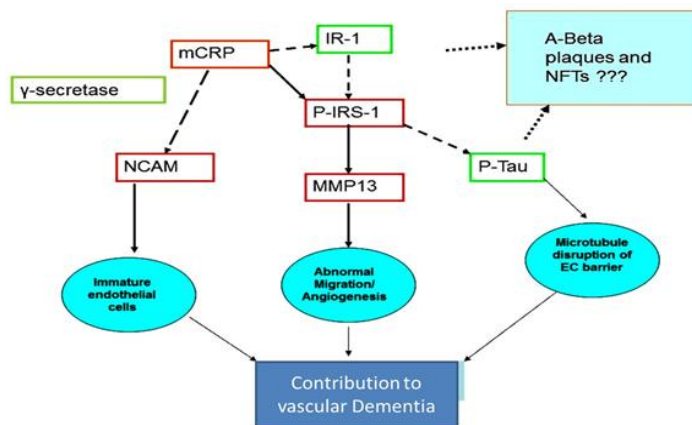 IR-1
mCRP
A-Beta
plaques and
NFTs ???
γ-secretase
P-IRS-1
NCAM
P-Tau
MMP13
Immature
endothelial
cells
Abnormal
Migration/
Angiogenesis
Microtubule
disruption of
EC barrier
Contribution to
vascular Dementia